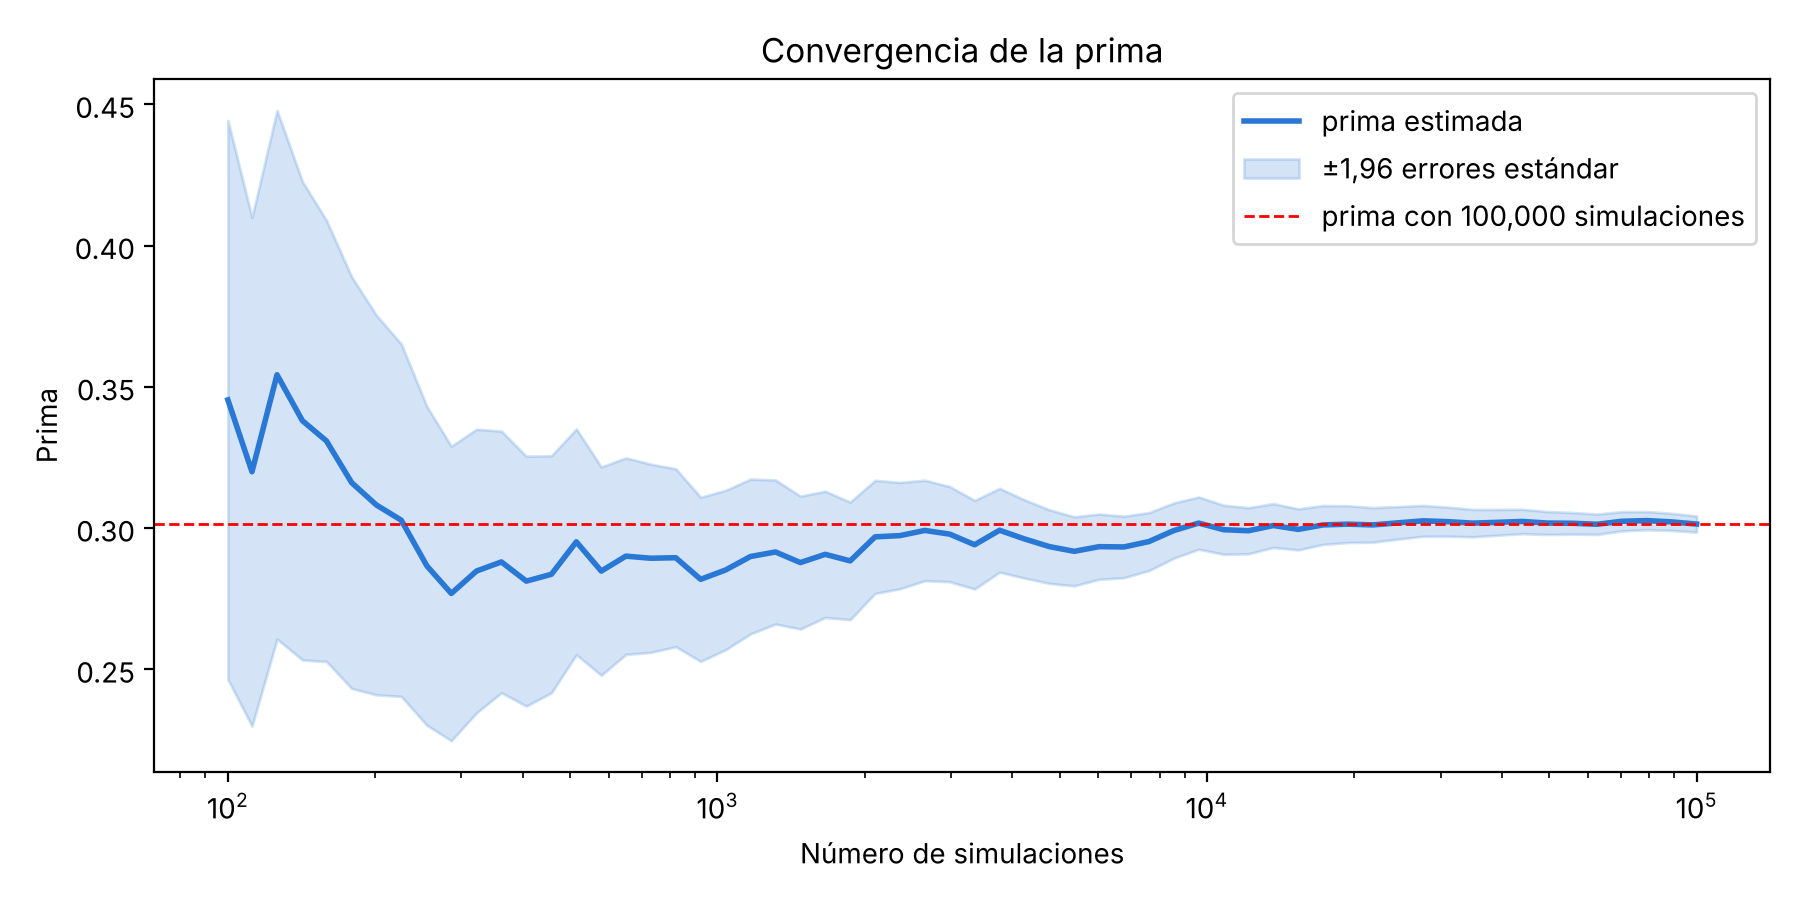 Convergencia de la prima
prima estimada
±1,96 errores estándar
prima con 100,000 simulaciones
Prima
0.45
0.40
0.35
0.30
0.25
10²
10³
10⁴
10⁵
Número de simulaciones